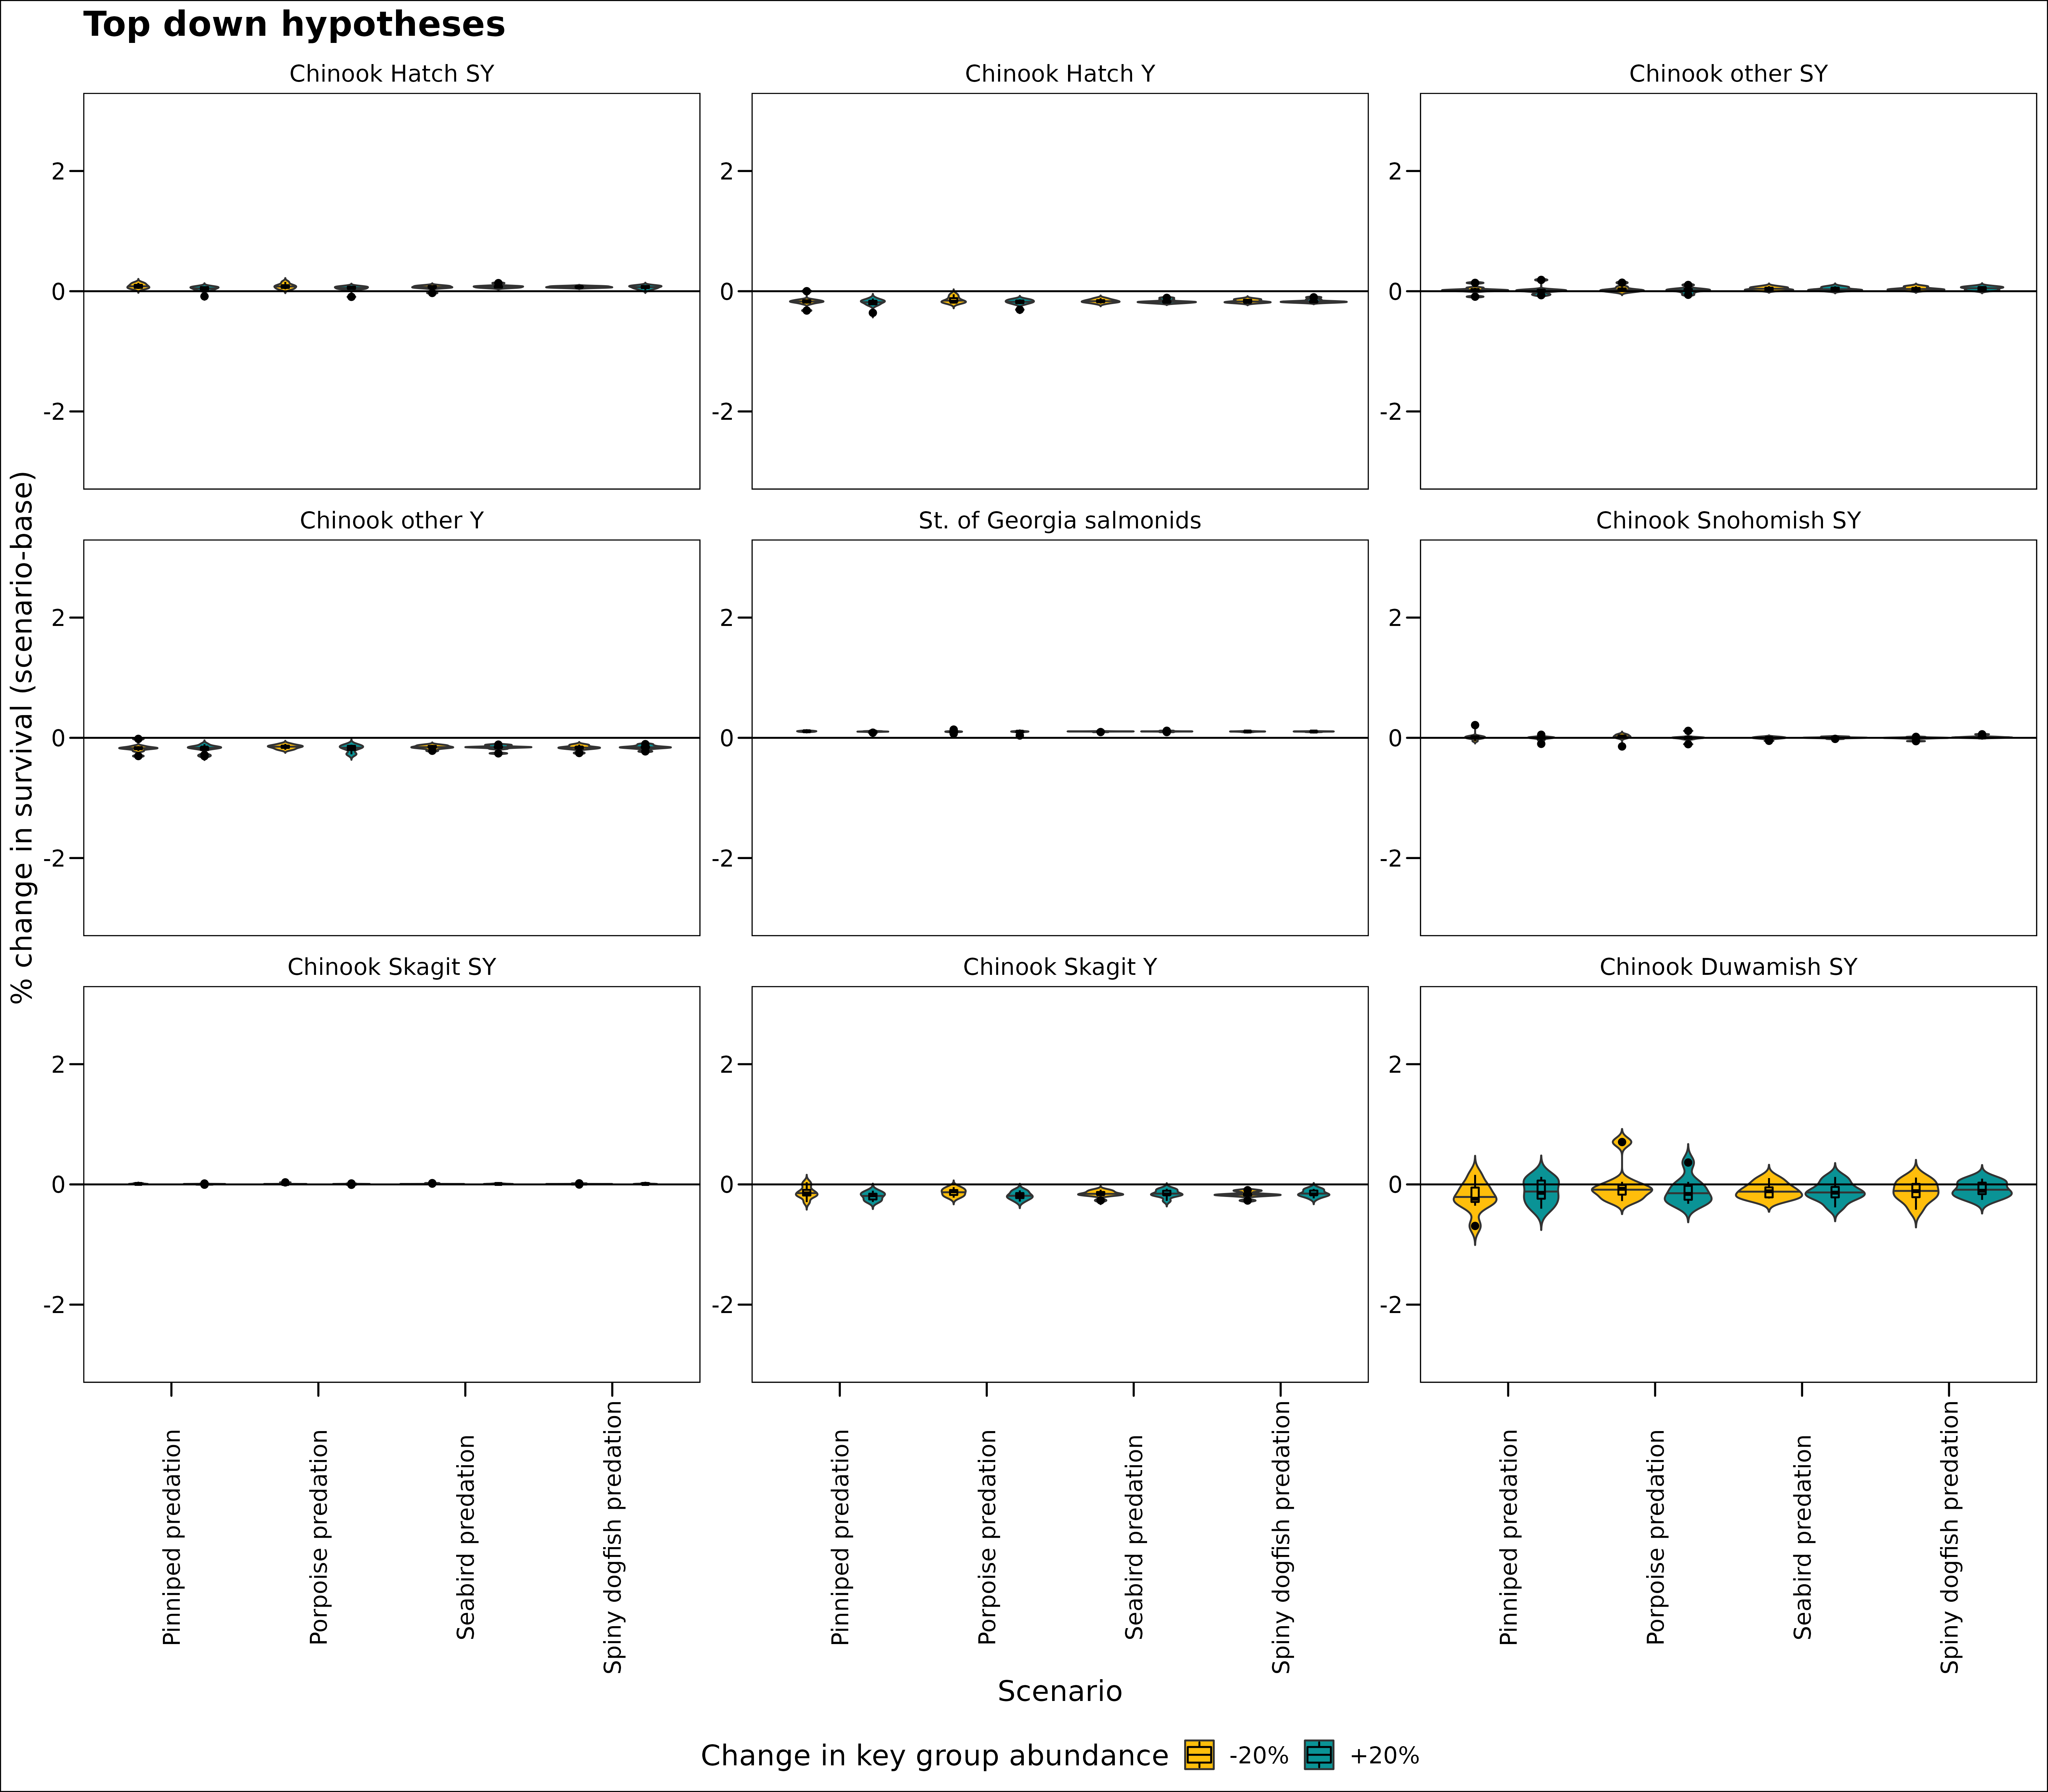 Top down hypotheses
Chinook Hatch SY
Chinook Hatch Y
Chinook other SY
2
0
-2
2
0
-2
2
0
-2
% change in survival (scenario-base)
Chinook other Y
St. of Georgia salmonids
Chinook Snohomish SY
2
0
-2
2
0
-2
2
0
-2
Chinook Skagit SY
Chinook Skagit Y
Chinook Duwamish SY
2
0
-2
2
0
-2
2
0
-2
Pinniped predation
Porpoise predation
Seabird predation
Spiny dogfish predation
Pinniped predation
Porpoise predation
Seabird predation
Spiny dogfish predation
Pinniped predation
Porpoise predation
Seabird predation
Spiny dogfish predation
Scenario
Change in key group abundance -20% +20%